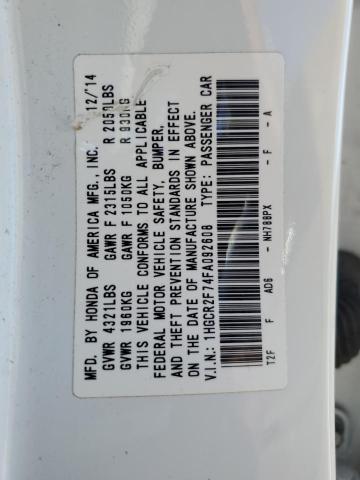 MFD. BY HONDA OF AMERICA MFG., INC. 12/'14
GVWR 4321LBS GAWR F 2315LBS R 2050LBS
GVWR 1960KG GAWR F 1050KG R 930KG
THIS VEHICLE CONFORMS TO ALL APPLICABLE
FEDERAL MOTOR VEHICLE SAFETY, BUMPER,
AND THEFT PREVENTION STANDARDS IN EFFECT
ON THE DATE OF MANUFACTURE SHOWN ABOVE.
V.I.N.: 1HGCR2F74FA092608 TYPE: PASSENGER CAR
T2F F AD6 - NH788PX - F - A